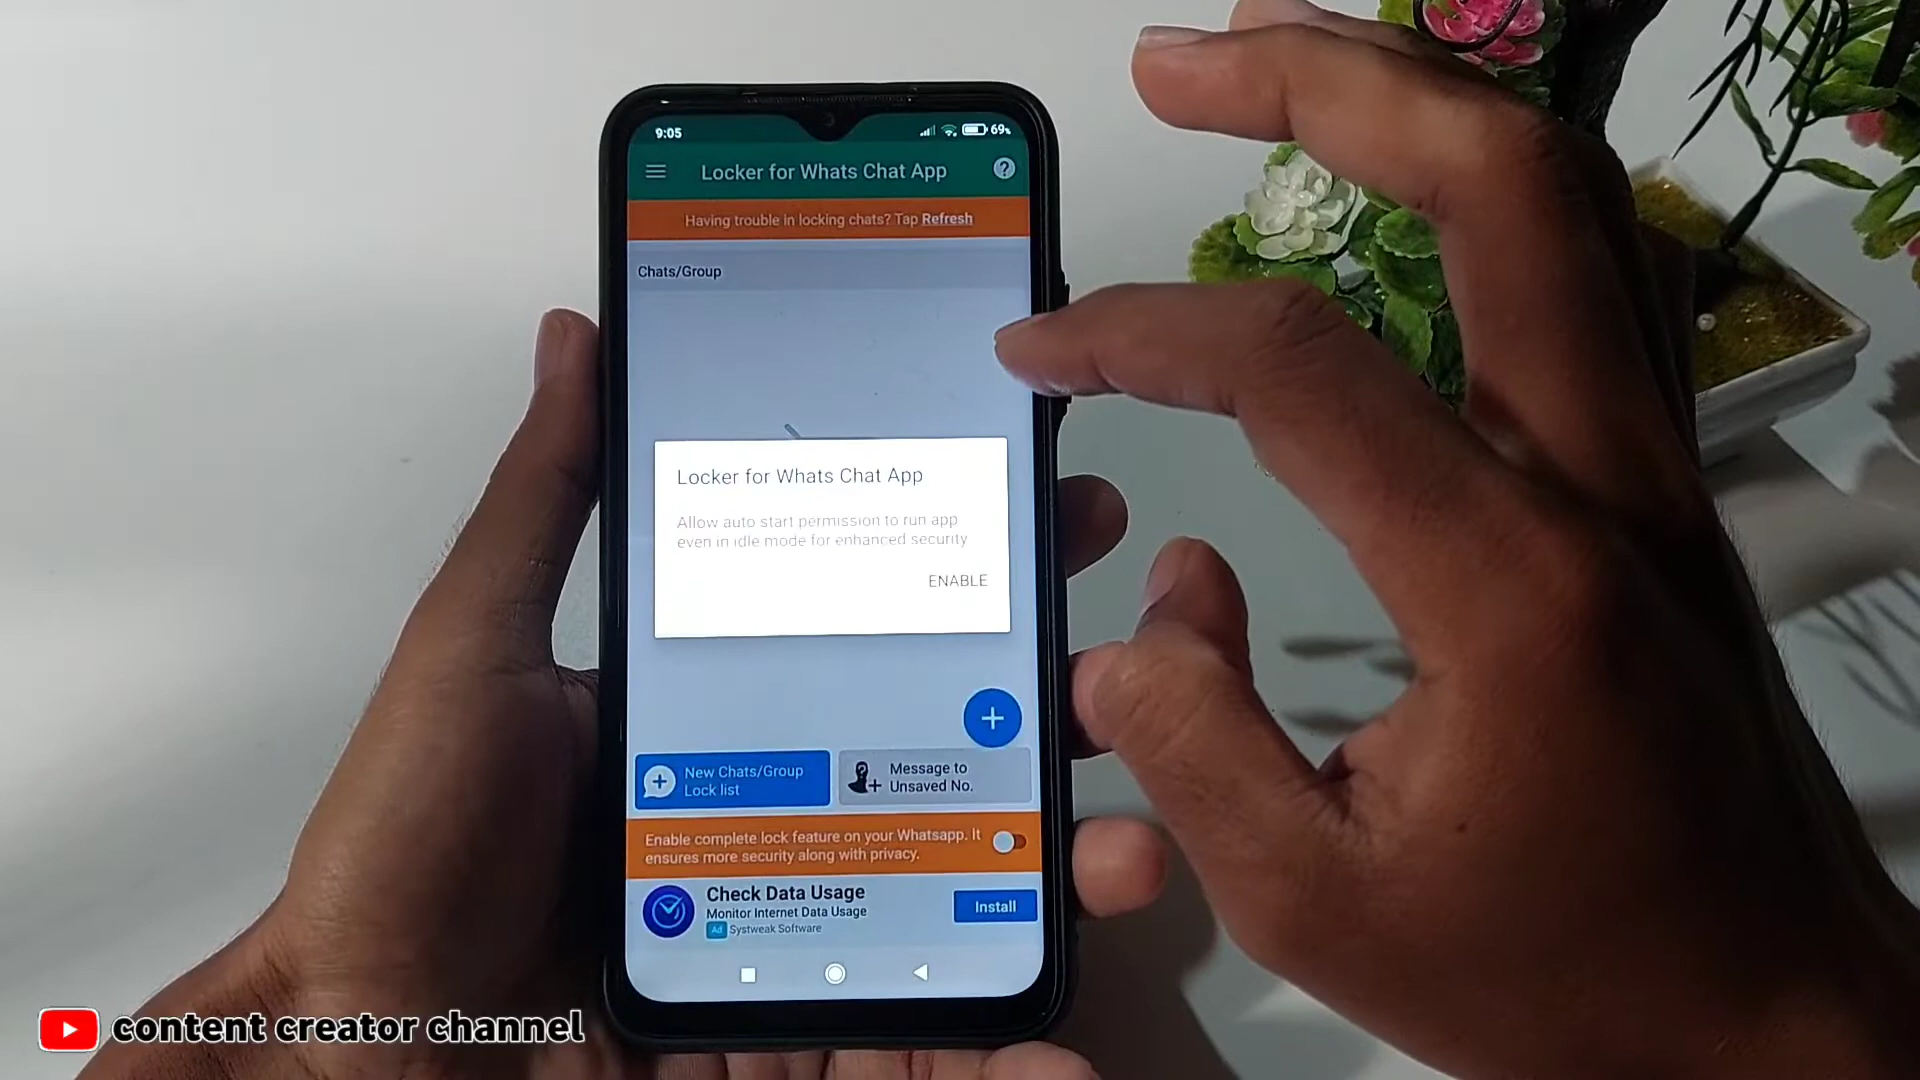 9:05
69%
Locker for Whats Chat App
Having trouble in locking chats? Tap Refresh
Chats/Group
Locker for Whats Chat App
Allow auto start permission to run app
even in idle mode for enhanced security
ENABLE
New Chats/Group
Lock list
Message to
Unsaved No.
Enable complete lock feature on your Whatsapp. It
ensures more security along with privacy.
Check Data Usage
Monitor Internet Data Usage
Ad Systweak Software
Install
content creator channel